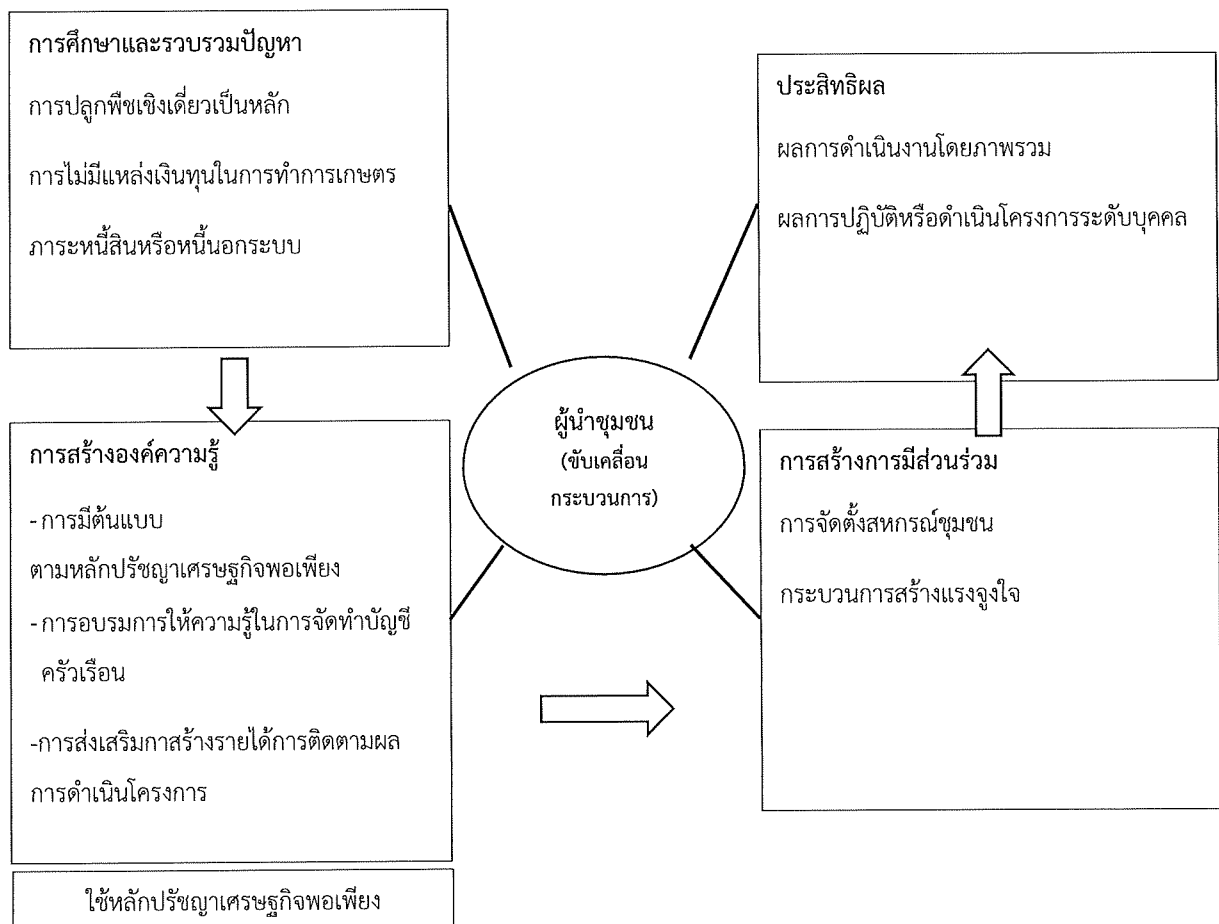 การศึกษาและรวบรวมปัญหา
การปลูกพืชเชิงเดี่ยวเป็นหลัก
การไม่มีแหล่งเงินทุนในการทำการเกษตร
ภาระหนี้สินหรือหนี้นอกระบบ
การสร้างองค์ความรู้
-การมีต้นแบบ
ตามหลักปรัชญาเศรษฐกิจพอเพียง
-การอบรมการให้ความรู้ในการจัดทำบัญชี
ครัวเรือน
-การส่งเสริมกาสร้างรายได้การติดตามผล
การดำเนินโครงการ
ใช้หลักปรัชญาเศรษฐกิจพอเพียง
ผู้นำชุมชน
(ขับเคลื่อน
กระบวนการ)
การสร้างการมีส่วนร่วม
การจัดตั้งสหกรณ์ชุมชน
กระบวนการสร้างแรงจูงใจ
ประสิทธิผล
ผลการดำเนินงานโดยภาพรวม
ผลการปฏิบัติหรือดำเนินโครงการระดับบุคคล